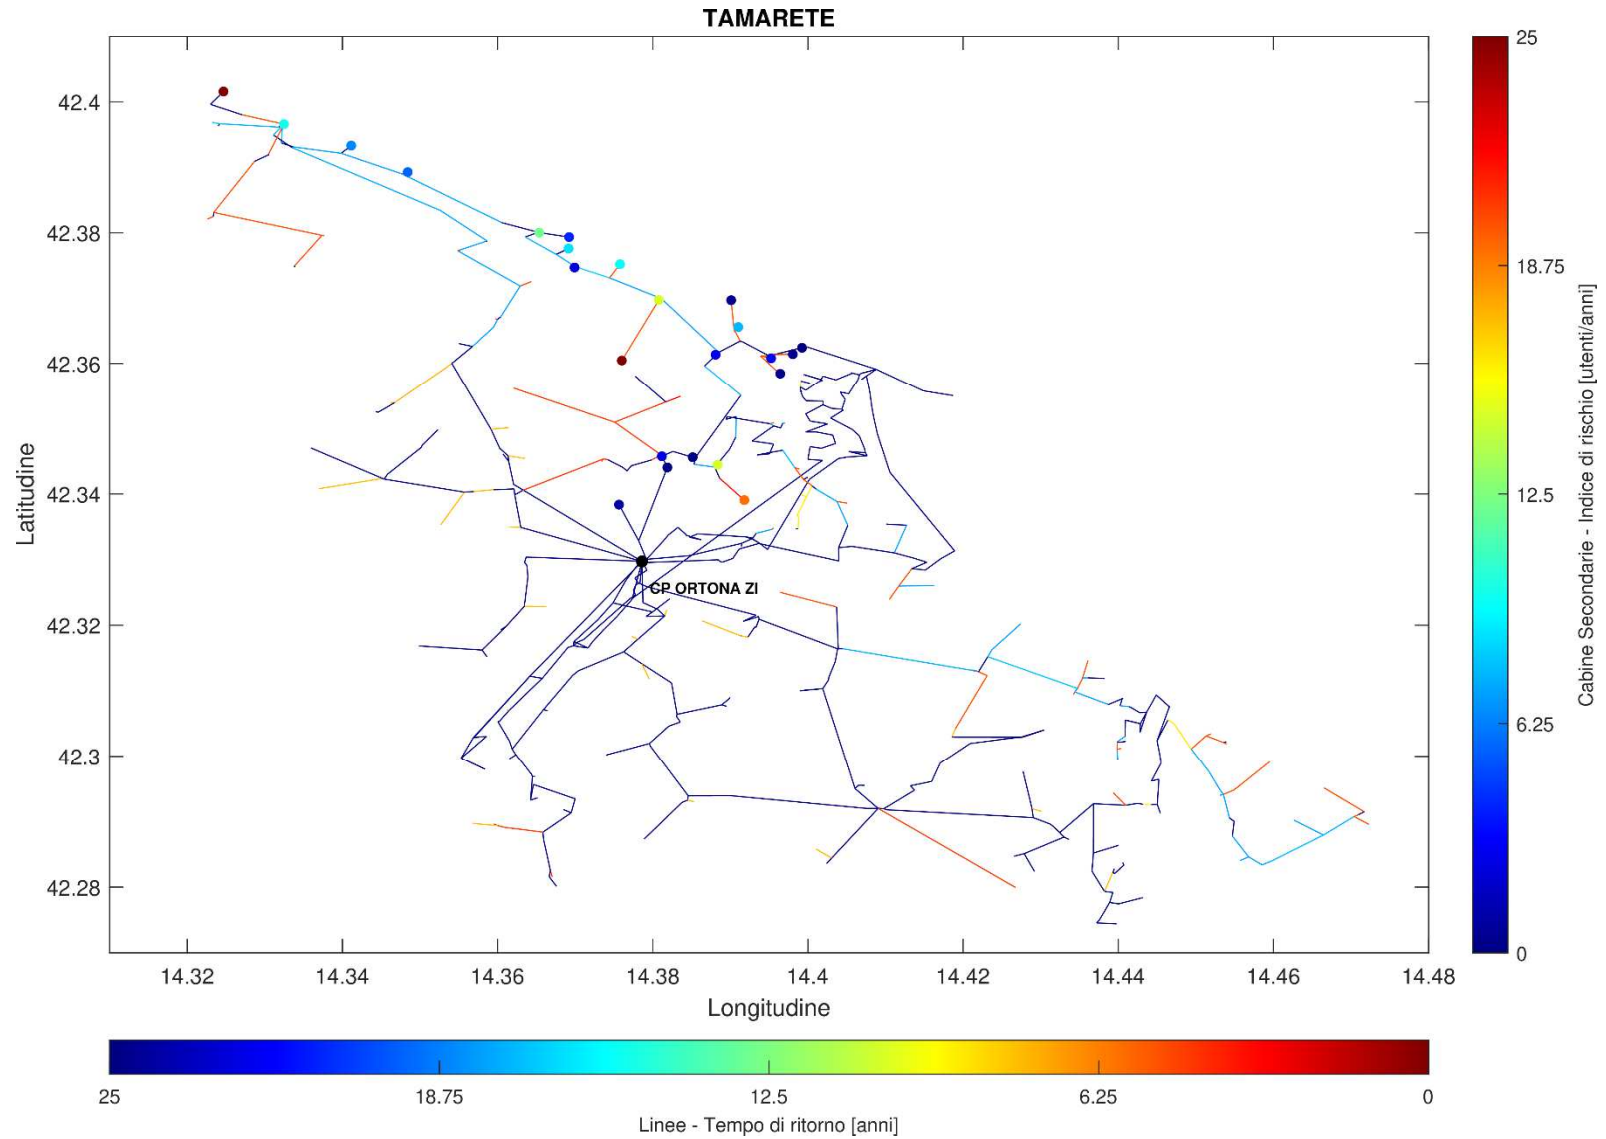 TAMARETE
42.4
42.38
42.36
42.34
42.32
42.3
42.28
Latitudine
CP ORTONA ZI
14.32 14.34 14.36 14.38 14.4 14.42 14.44 14.46 14.48
Longitudine
25
18.75
12.5
6.25
0
Cabine Secondarie - Indice di rischio [utenti/anni]
25 18.75 12.5 6.25 0
Linee - Tempo di ritorno [anni]